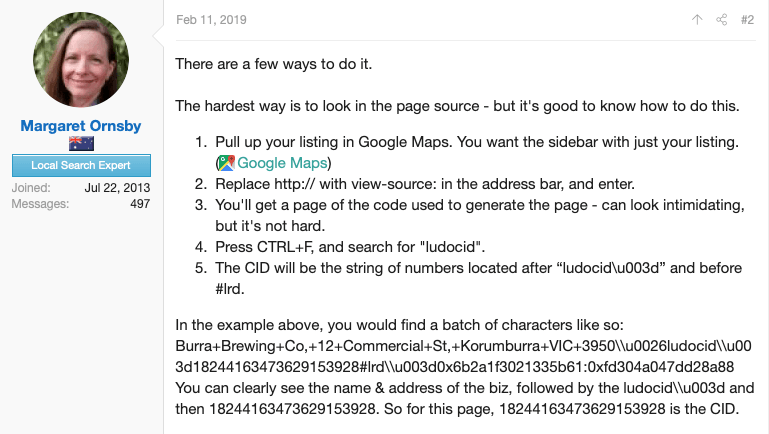 Feb 11, 2019
#2
There are a few ways to do it.
The hardest way is to look in the page source - but it's good to know how to do this.
1. Pull up your listing in Google Maps. You want the sidebar with just your listing.
(Google Maps)
2. Replace http:// with view-source: in the address bar, and enter.
3. You'll get a page of the code used to generate the page - can look intimidating,
but it's not hard.
4. Press CTRL+F, and search for "ludocid".
5. The CID will be the string of numbers located after “ludocid\u003d” and before
#lrd.
In the example above, you would find a batch of characters like so:
Burra+Brewing+Co,+12+Commercial+St,+Korumburra+VIC+3950\\u0026ludocid\\u00
3d18244163473629153928#lrd\\u003d0x6b2a1f3021335b61:0xfd304a047dd28a88
You can clearly see the name & address of the biz, followed by the ludocid\\u003d and
then 18244163473629153928. So for this page, 18244163473629153928 is the CID.
Margaret Ornsby
Local Search Expert
Joined: Jul 22, 2013
Messages: 497